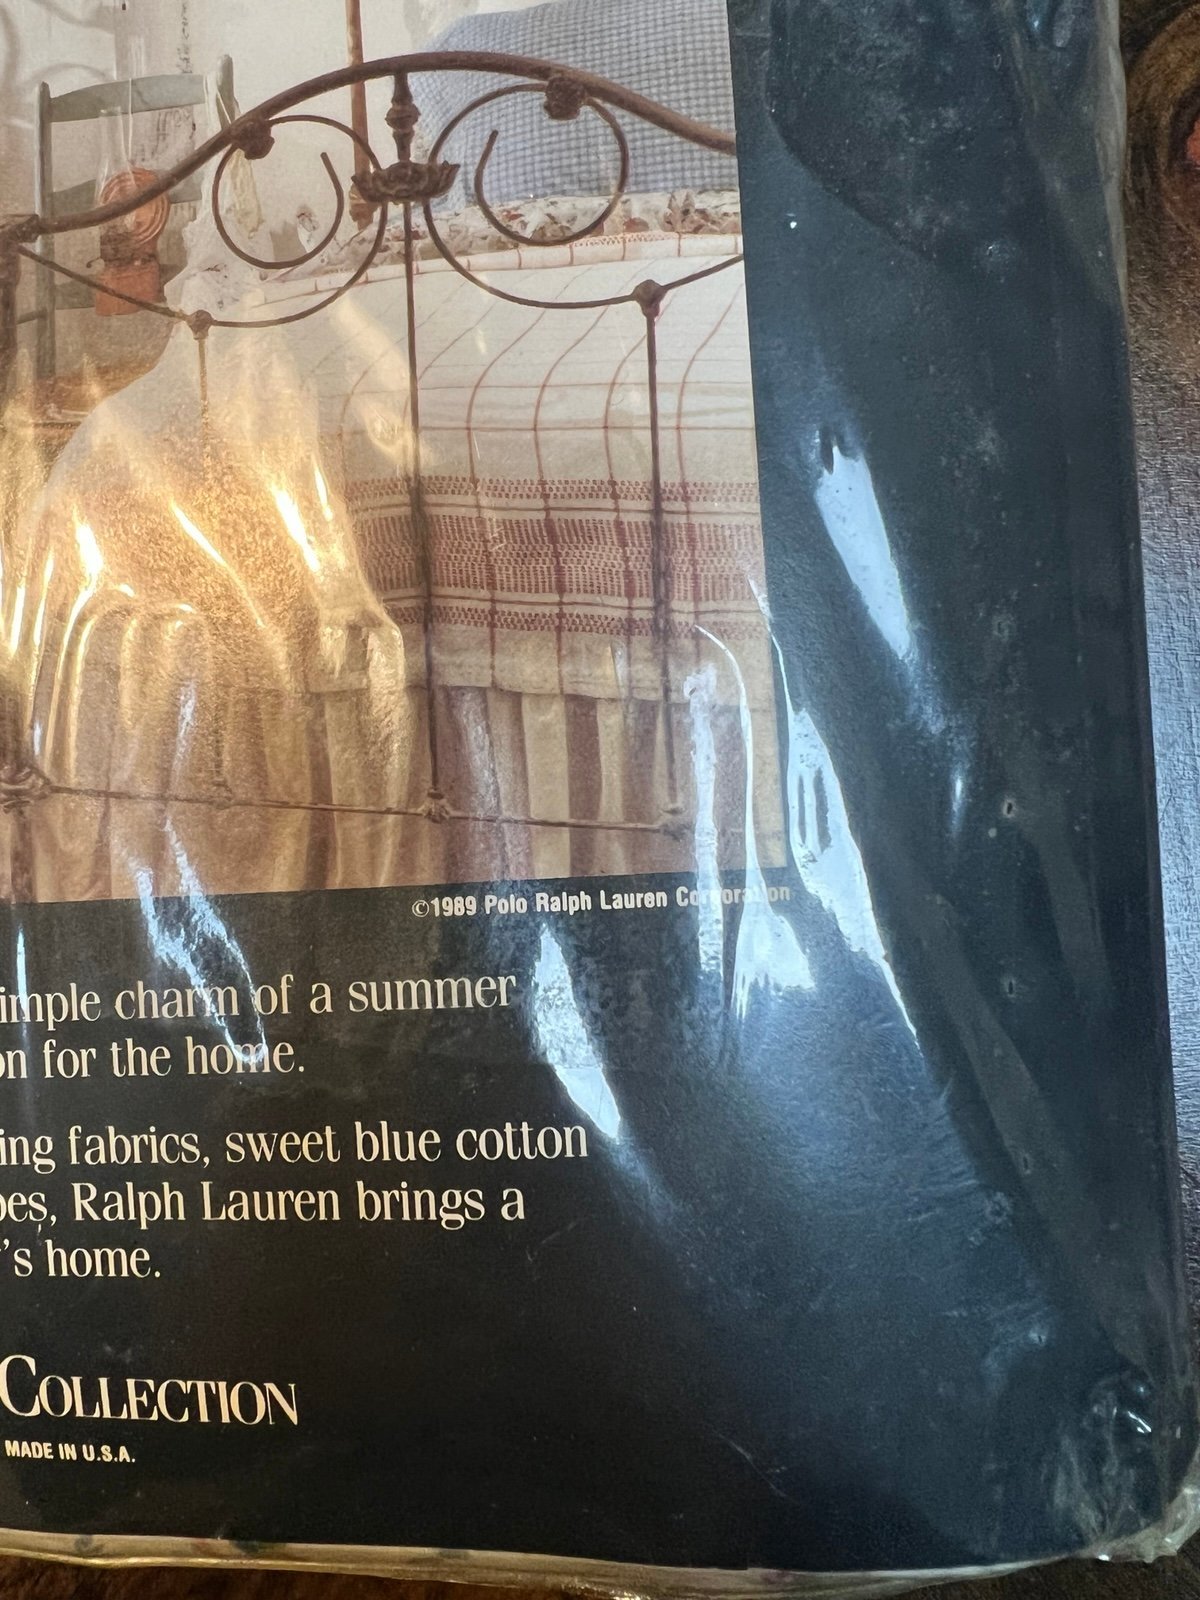 ©1989 Polo Ralph Lauren Corporation
imple charm of a summer
on for the home.
ing fabrics, sweet blue cotton
pes, Ralph Lauren brings a
's home.
COLLECTION
MADE IN U.S.A.